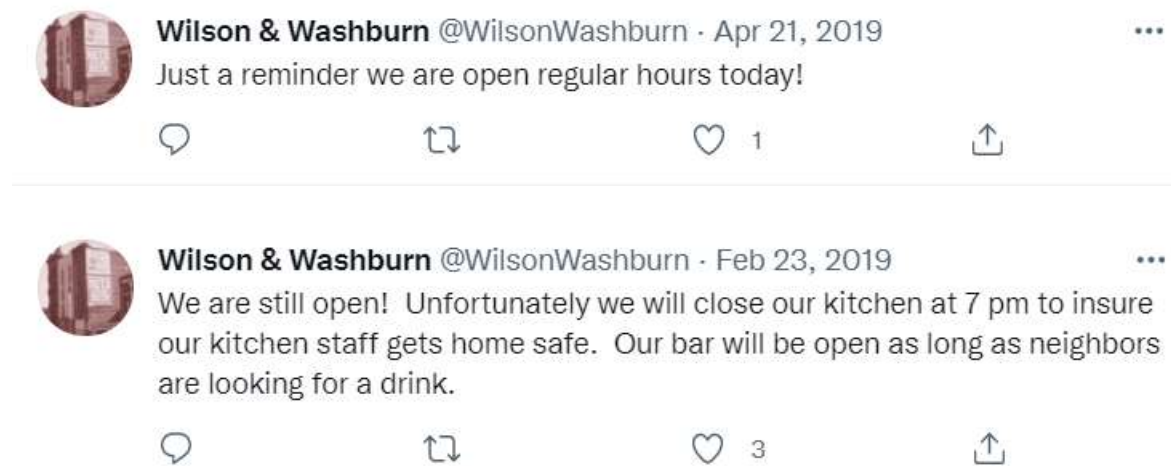 Wilson & Washburn @WilsonWashburn · Apr 21, 2019
Just a reminder we are open regular hours today!
1
Wilson & Washburn @WilsonWashburn · Feb 23, 2019
We are still open!  Unfortunately we will close our kitchen at 7 pm to insure
our kitchen staff gets home safe.  Our bar will be open as long as neighbors
are looking for a drink.
3